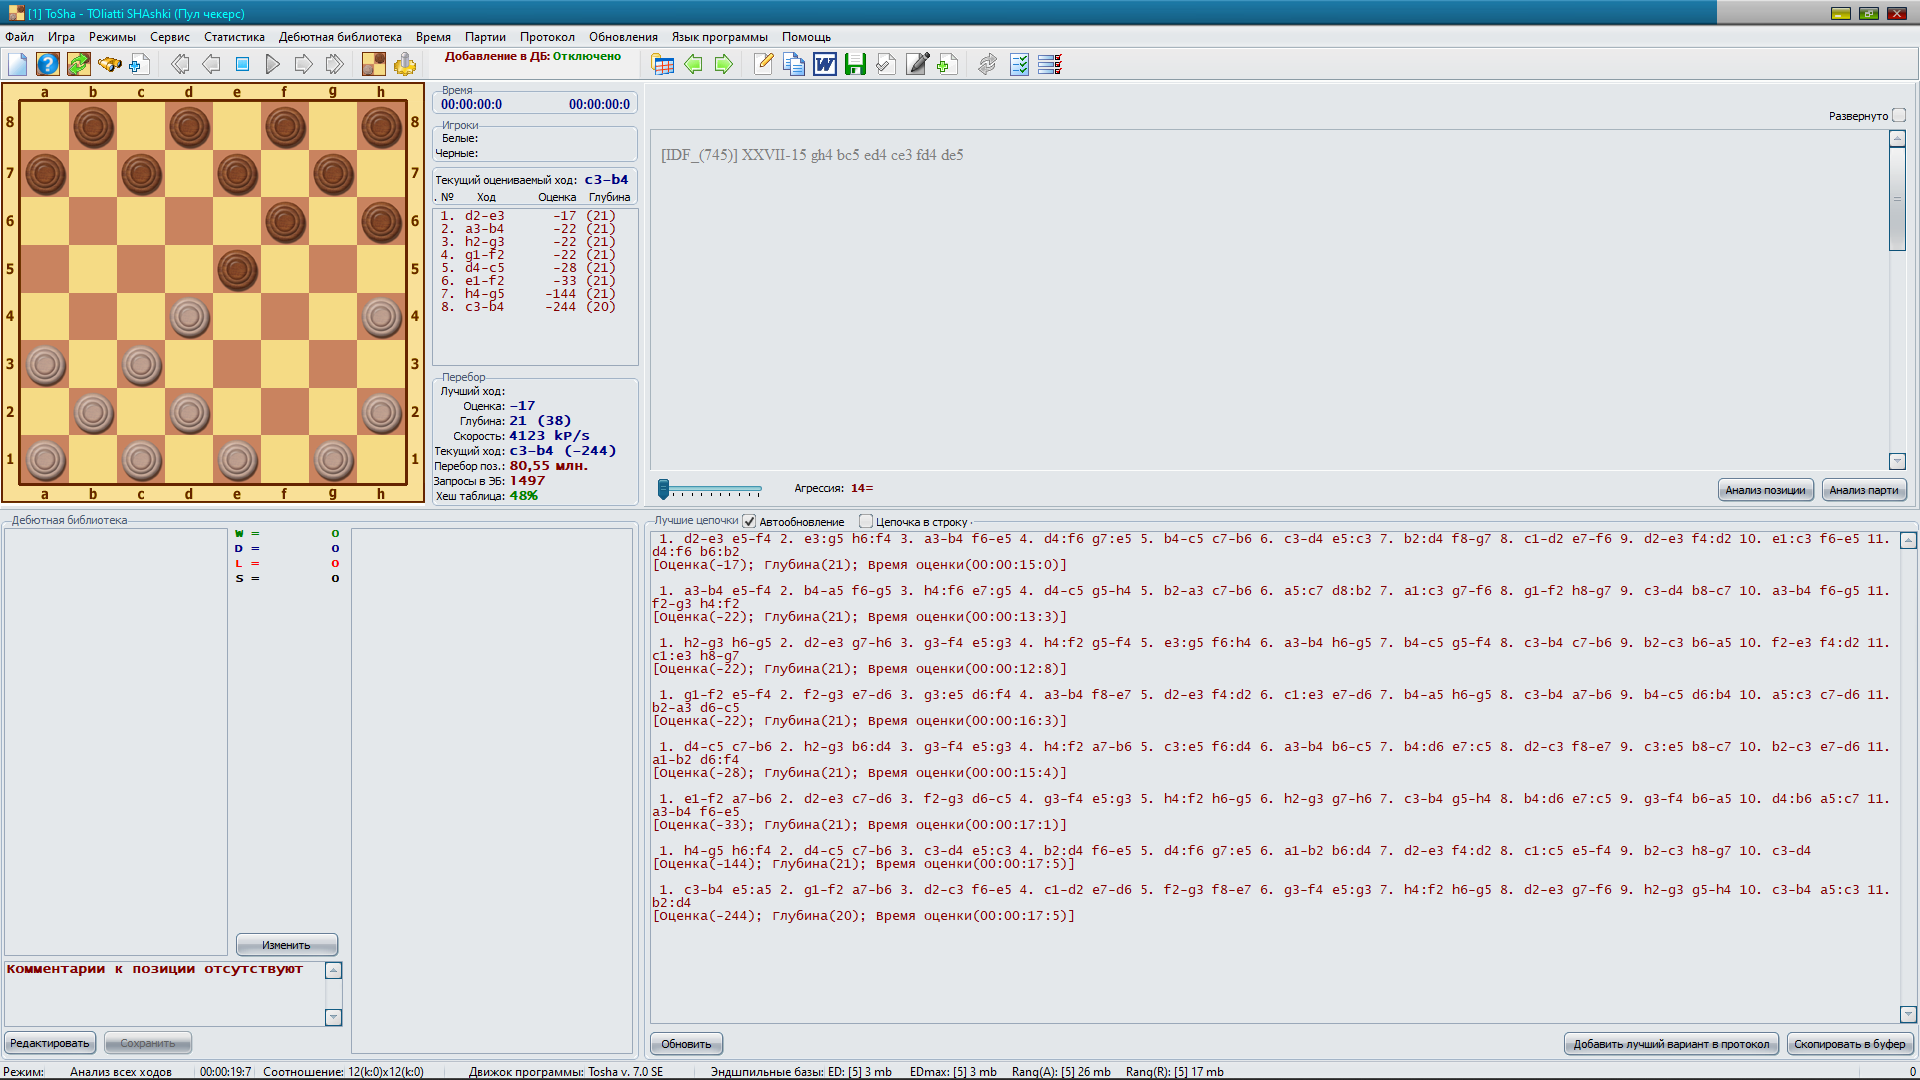 [1] ToSha - TOliatti SHAshki (Пул чекерс)
Файл Игра Режимы Сервис Статистика Дебютная библиотека Время Партии Протокол Обновления Язык программы Помощь
Добавление в ДБ: Отключено
a b c d e f g h
8 8
7 7
6 6
5 5
4 4
3 3
2 2
1 1
a b c d e f g h
Время
00:00:00:0 00:00:00:0
Игроки
Белые:
Черные:
Текущий оцениваемый ход: c3-b4
. № Ход Оценка Глубина
1. d2-e3 -17 (21)
2. a3-b4 -22 (21)
3. h2-g3 -22 (21)
4. g1-f2 -22 (21)
5. d4-c5 -28 (21)
6. e1-f2 -33 (21)
7. h4-g5 -144 (21)
8. c3-b4 -244 (20)
Перебор
Лучший ход:
Оценка: -17
Глубина: 21 (38)
Скорость: 4123 kP/s
Текущий ход: c3-b4 (-244)
Перебор поз.: 80,55 млн.
Запросы в ЭБ: 1497
Хеш таблица: 48%
Развернуто
[IDF_(745)] XXVII-15 gh4 bc5 ed4 ce3 fd4 de5
Агрессия: 14=
Анализ позиции Анализ парти
Дебютная библиотека
W = 0
D = 0
L = 0
S = 0
Изменить
Комментарии к позиции отсутствуют
Редактировать Сохранить
Лучшие цепочки Автообновление Цепочка в строку
1. d2-e3 e5-f4 2. e3:g5 h6:f4 3. a3-b4 f6-e5 4. d4:f6 g7:e5 5. b4-c5 c7-b6 6. c3-d4 e5:c3 7. b2:d4 f8-g7 8. c1-d2 e7-f6 9. d2-e3 f4:d2 10. e1:c3 f6-e5 11.
d4:f6 b6:b2
[Оценка(-17); Глубина(21); Время оценки(00:00:15:0)]
1. a3-b4 e5-f4 2. b4-a5 f6-g5 3. h4:f6 e7:g5 4. d4-c5 g5-h4 5. b2-a3 c7-b6 6. a5:c7 d8:b2 7. a1:c3 g7-f6 8. g1-f2 h8-g7 9. c3-d4 b8-c7 10. a3-b4 f6-g5 11.
f2-g3 h4:f2
[Оценка(-22); Глубина(21); Время оценки(00:00:13:3)]
1. h2-g3 h6-g5 2. d2-e3 g7-h6 3. g3-f4 e5:g3 4. h4:f2 g5-f4 5. e3:g5 f6:h4 6. a3-b4 h6-g5 7. b4-c5 g5-f4 8. c3-b4 c7-b6 9. b2-c3 b6-a5 10. f2-e3 f4:d2 11.
c1:e3 h8-g7
[Оценка(-22); Глубина(21); Время оценки(00:00:12:8)]
1. g1-f2 e5-f4 2. f2-g3 e7-d6 3. g3:e5 d6:f4 4. a3-b4 f8-e7 5. d2-e3 f4:d2 6. c1:e3 e7-d6 7. b4-a5 h6-g5 8. c3-b4 a7-b6 9. b4-c5 d6:b4 10. a5:c3 c7-d6 11.
b2-a3 d6-c5
[Оценка(-22); Глубина(21); Время оценки(00:00:16:3)]
1. d4-c5 c7-b6 2. h2-g3 b6:d4 3. g3-f4 e5:g3 4. h4:f2 a7-b6 5. c3:e5 f6:d4 6. a3-b4 b6-c5 7. b4:d6 e7:c5 8. d2-c3 f8-e7 9. c3:e5 b8-c7 10. b2-c3 e7-d6 11.
a1-b2 d6:f4
[Оценка(-28); Глубина(21); Время оценки(00:00:15:4)]
1. e1-f2 a7-b6 2. d2-e3 c7-d6 3. f2-g3 d6-c5 4. g3-f4 e5:g3 5. h4:f2 h6-g5 6. h2-g3 g7-h6 7. c3-b4 g5-h4 8. b4:d6 e7:c5 9. g3-f4 b6-a5 10. d4:b6 a5:c7 11.
a3-b4 f6-e5
[Оценка(-33); Глубина(21); Время оценки(00:00:17:1)]
1. h4-g5 h6:f4 2. d4-c5 c7-b6 3. c3-d4 e5:c3 4. b2:d4 f6-e5 5. d4:f6 g7:e5 6. a1-b2 b6:d4 7. d2-e3 f4:d2 8. c1:c5 e5-f4 9. b2-c3 h8-g7 10. c3-d4
[Оценка(-144); Глубина(21); Время оценки(00:00:17:5)]
1. c3-b4 e5:a5 2. g1-f2 a7-b6 3. d2-c3 f6-e5 4. c1-d2 e7-d6 5. f2-g3 f8-e7 6. g3-f4 e5:g3 7. h4:f2 h6-g5 8. d2-e3 g7-f6 9. h2-g3 g5-h4 10. c3-b4 a5:c3 11.
b2:d4
[Оценка(-244); Глубина(20); Время оценки(00:00:17:5)]
Обновить Добавить лучший вариант в протокол Скопировать в буфер
Режим: Анализ всех ходов 00:00:19:7 Соотношение: 12(k:0)x12(k:0) Движок программы: Tosha v. 7.0 SE Эндшпильные базы: ED: [5] 3 mb EDmax: [5] 3 mb Rang(A): [5] 26 mb Rang(R): [5] 17 mb 0